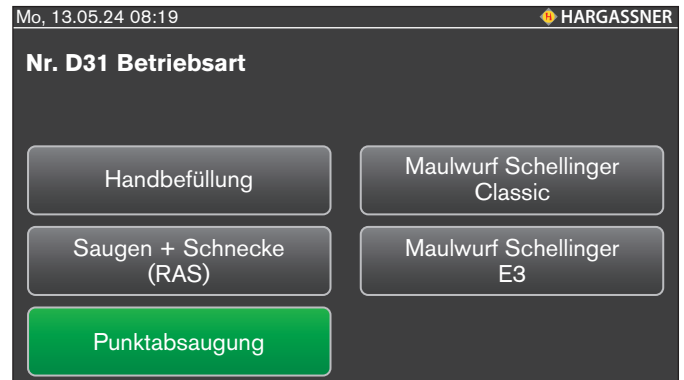 Mo, 13.05.24 08:19
HARGASSNER
Nr. D31 Betriebsart
Handbefüllung
Maulwurf Schellinger
Classic
Saugen + Schnecke
(RAS)
Maulwurf Schellinger
E3
Punktabsaugung